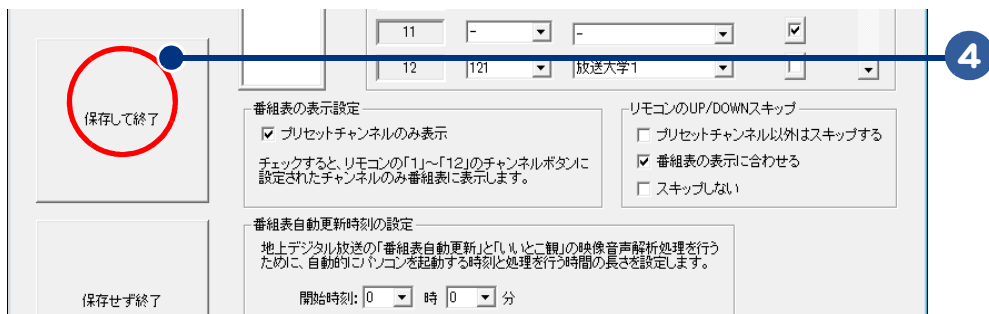 11 - -
12 121 放送大学1
4
保存して終了
番組表の表示設定
プリセットチャンネルのみ表示
チェックすると、リモコンの「1」～「12」のチャンネルボタンに
設定されたチャンネルのみ番組表に表示します。
リモコンのUP/DOWNスキップ
プリセットチャンネル以外はスキップする
番組表の表示に合わせる
スキップしない
番組表自動更新時刻の設定
地上デジタル放送の「番組表自動更新」と「いいとこ観」の映像音声解析処理を行う
ために、自動的にパソコンを起動する時刻と処理を行う時間の長さを設定します。
保存せず終了
開始時刻: 0 時 0 分